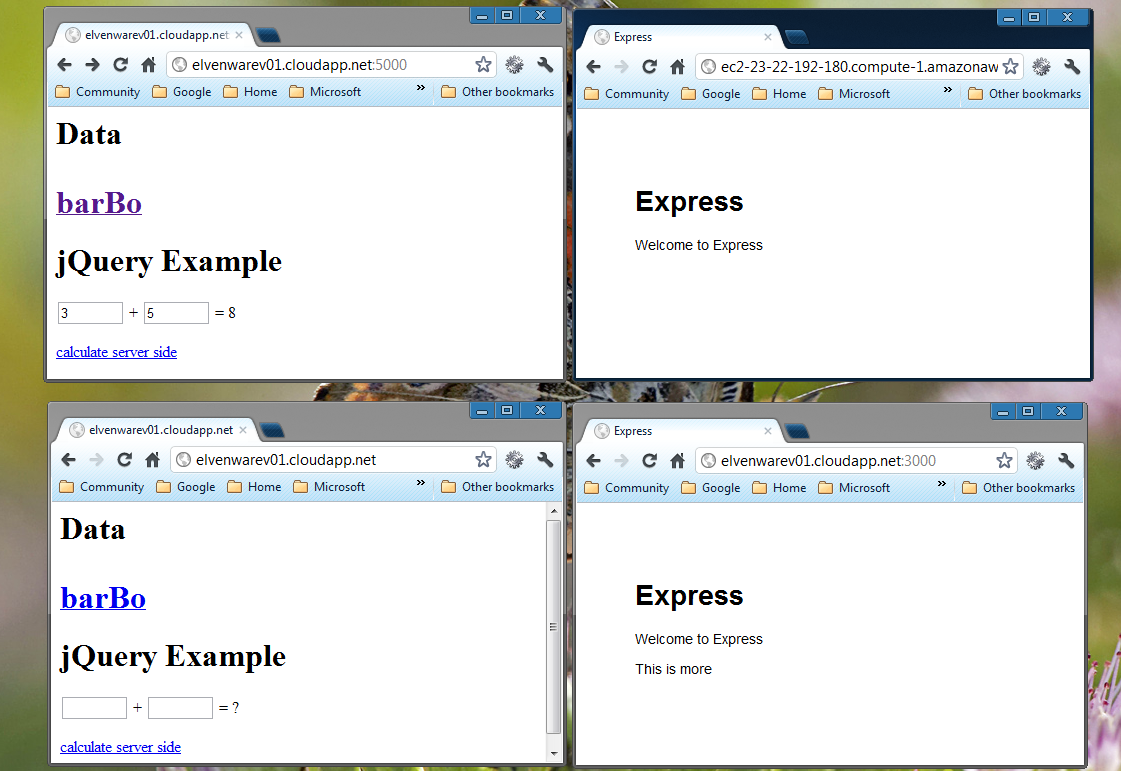 elvenwarev01.cloudapp.net
elvenwarev01.cloudapp.net:5000
Community Google Home Microsoft » Other bookmarks
Data
barBo
jQuery Example
3 + 5 = 8
calculate server side
Express
ec2-23-22-192-180.compute-1.amazonaw
Community Google Home Microsoft » Other bookmarks
Express
Welcome to Express
elvenwarev01.cloudapp.net
elvenwarev01.cloudapp.net
Community Google Home Microsoft » Other bookmarks
Data
barBo
jQuery Example
+ = ?
calculate server side
Express
elvenwarev01.cloudapp.net:3000
Community Google Home Microsoft » Other bookmarks
Express
Welcome to Express
This is more